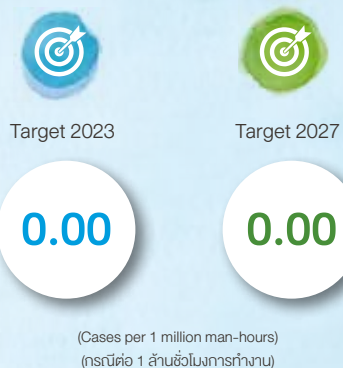 Target 2023
Target 2027
0.00
0.00
(Cases per 1 million man-hours)
(กรณีต่อ 1 ล้านชั่วโมงการทำงาน)